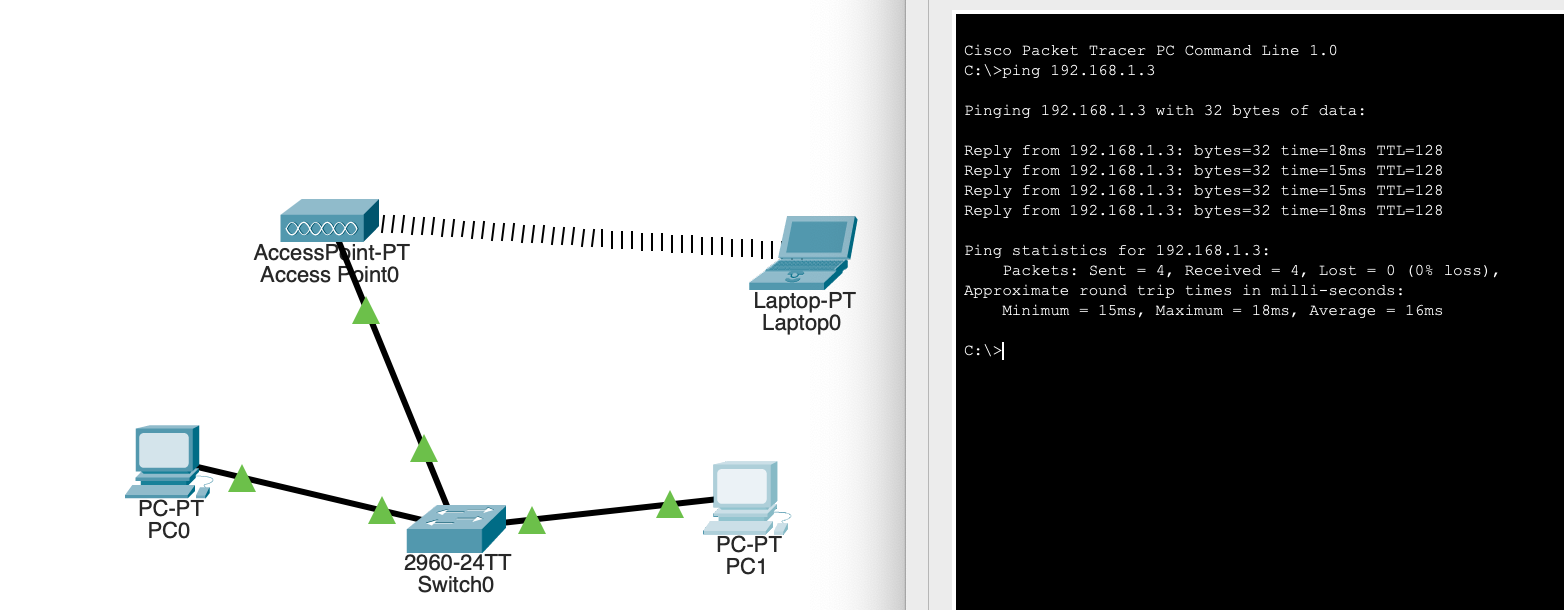 AccessPoint-PT
Access Point0
Laptop-PT
Laptop0
PC-PT
PC0
2960-24TT
Switch0
PC-PT
PC1
Cisco Packet Tracer PC Command Line 1.0
C:\>ping 192.168.1.3
Pinging 192.168.1.3 with 32 bytes of data:
Reply from 192.168.1.3: bytes=32 time=18ms TTL=128
Reply from 192.168.1.3: bytes=32 time=15ms TTL=128
Reply from 192.168.1.3: bytes=32 time=15ms TTL=128
Reply from 192.168.1.3: bytes=32 time=18ms TTL=128
Ping statistics for 192.168.1.3:
    Packets: Sent = 4, Received = 4, Lost = 0 (0% loss),
Approximate round trip times in milli-seconds:
    Minimum = 15ms, Maximum = 18ms, Average = 16ms
C:\>